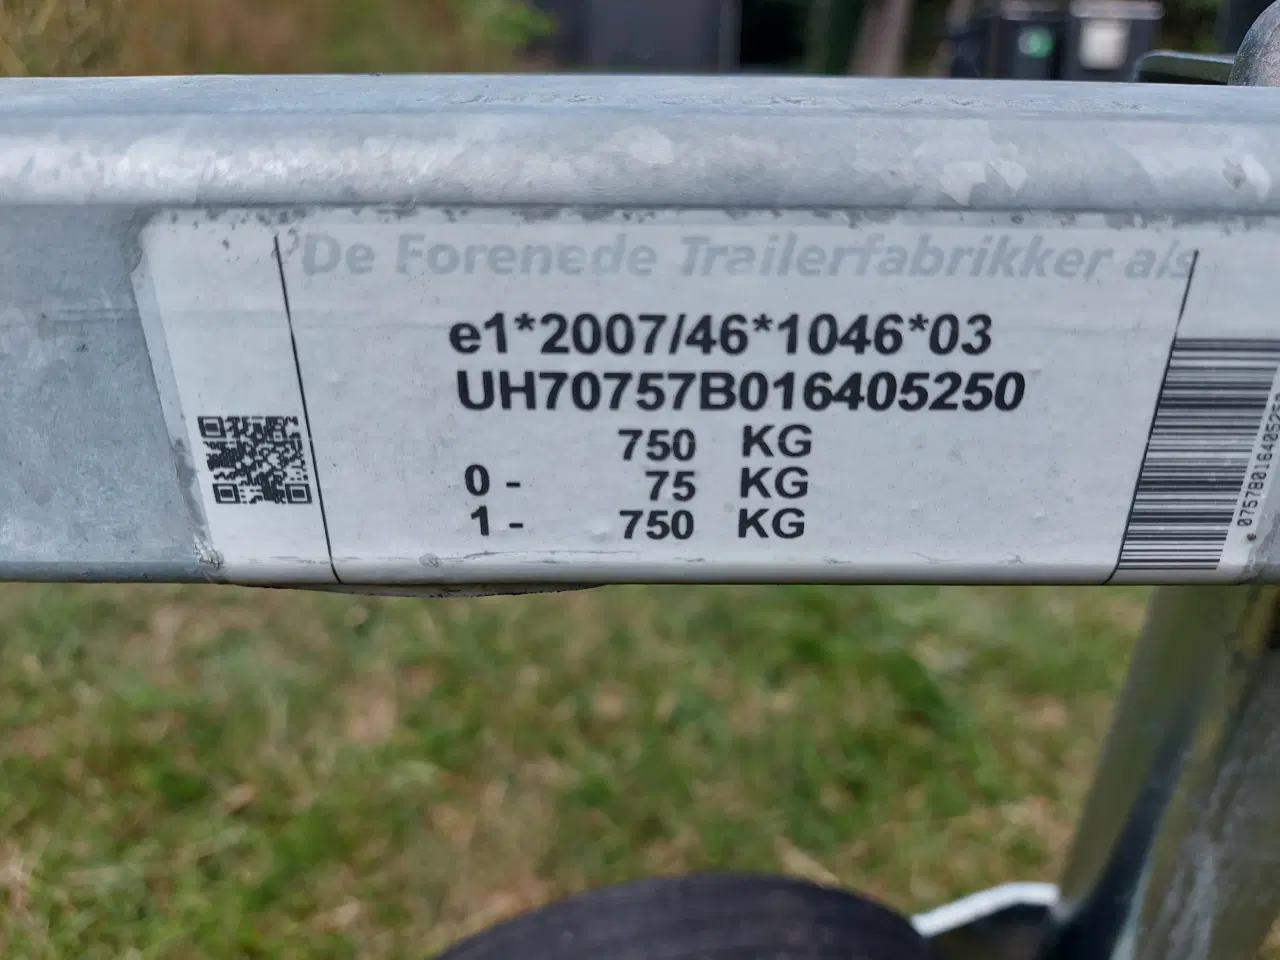 De Forenede Trailerfabrikker a/s
e1*2007/46*1046*03
UH70757B016405250
750 KG
0 - 75 KG
1 - 750 KG